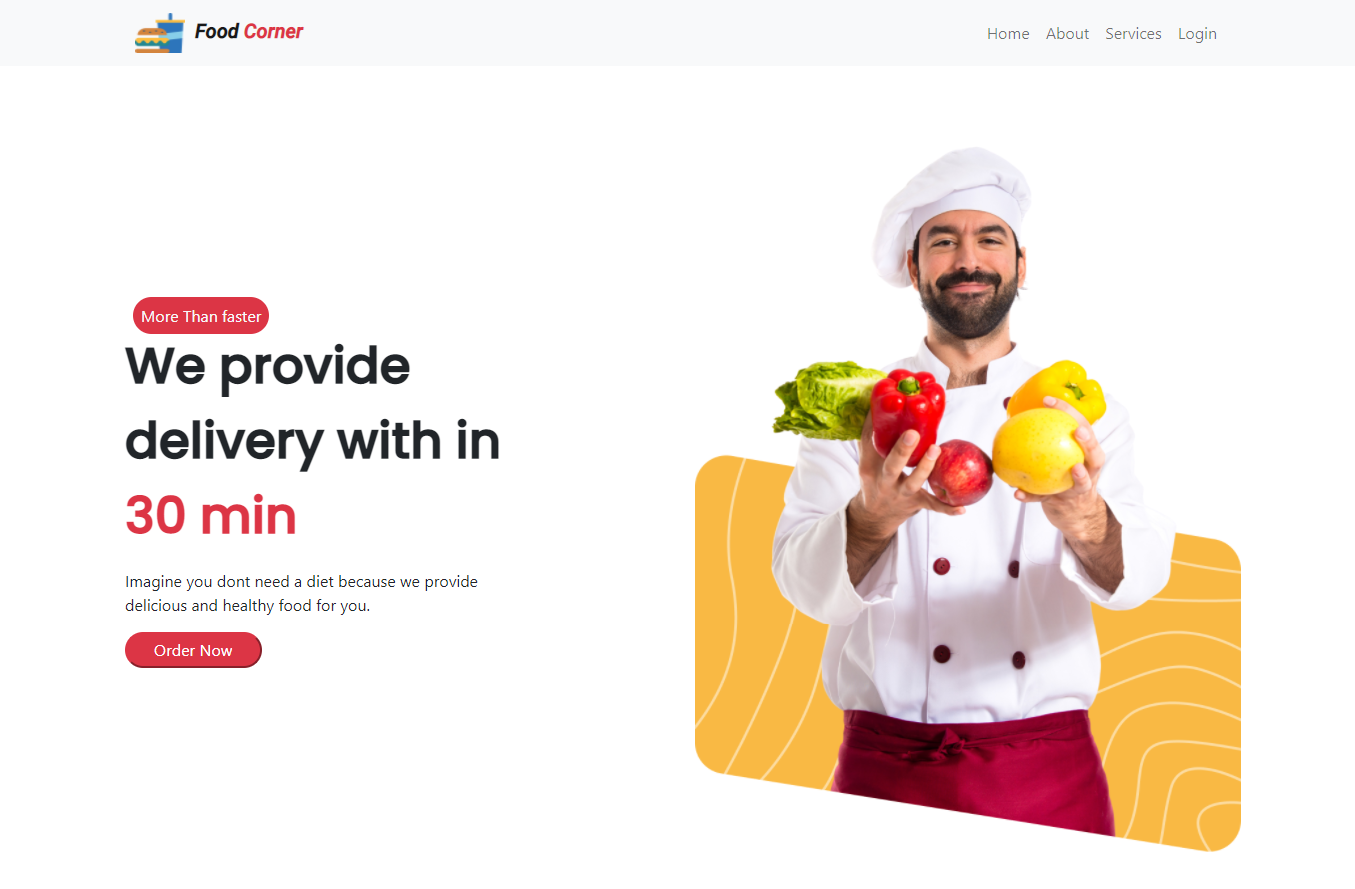 Food Corner
Home About Services Login
More Than faster
We provide
delivery with in
30 min
Imagine you dont need a diet because we provide
delicious and healthy food for you.
Order Now